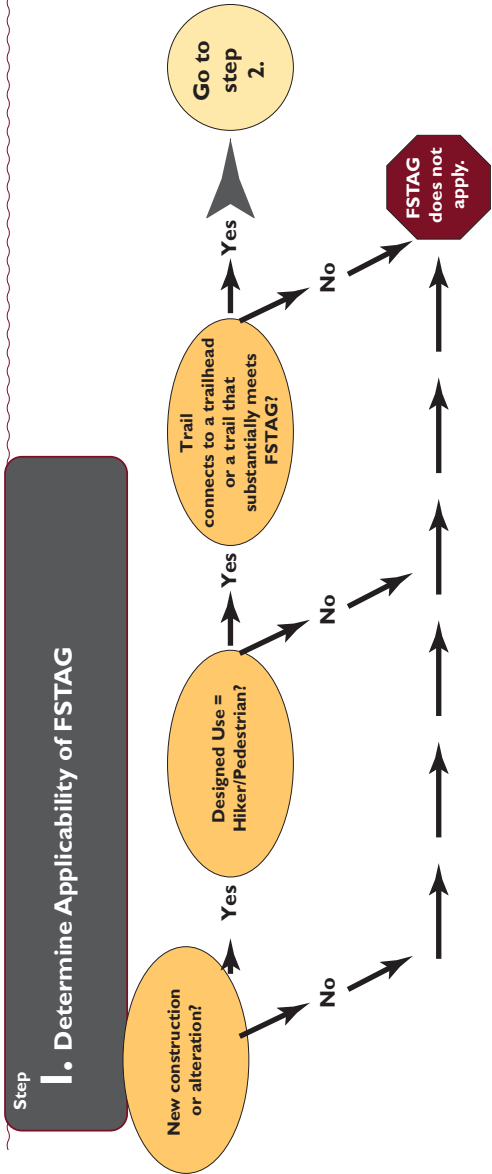 Step
1. Determine Applicability of FSTAG
New construction
or alteration?
Yes
No
Designed Use =
Hiker/Pedestrian?
Yes
No
Trail
connects to a trailhead
or a trail that
substantially meets
FSTAG?
Yes
No
Go to
step
2.
FSTAG
does not
apply.